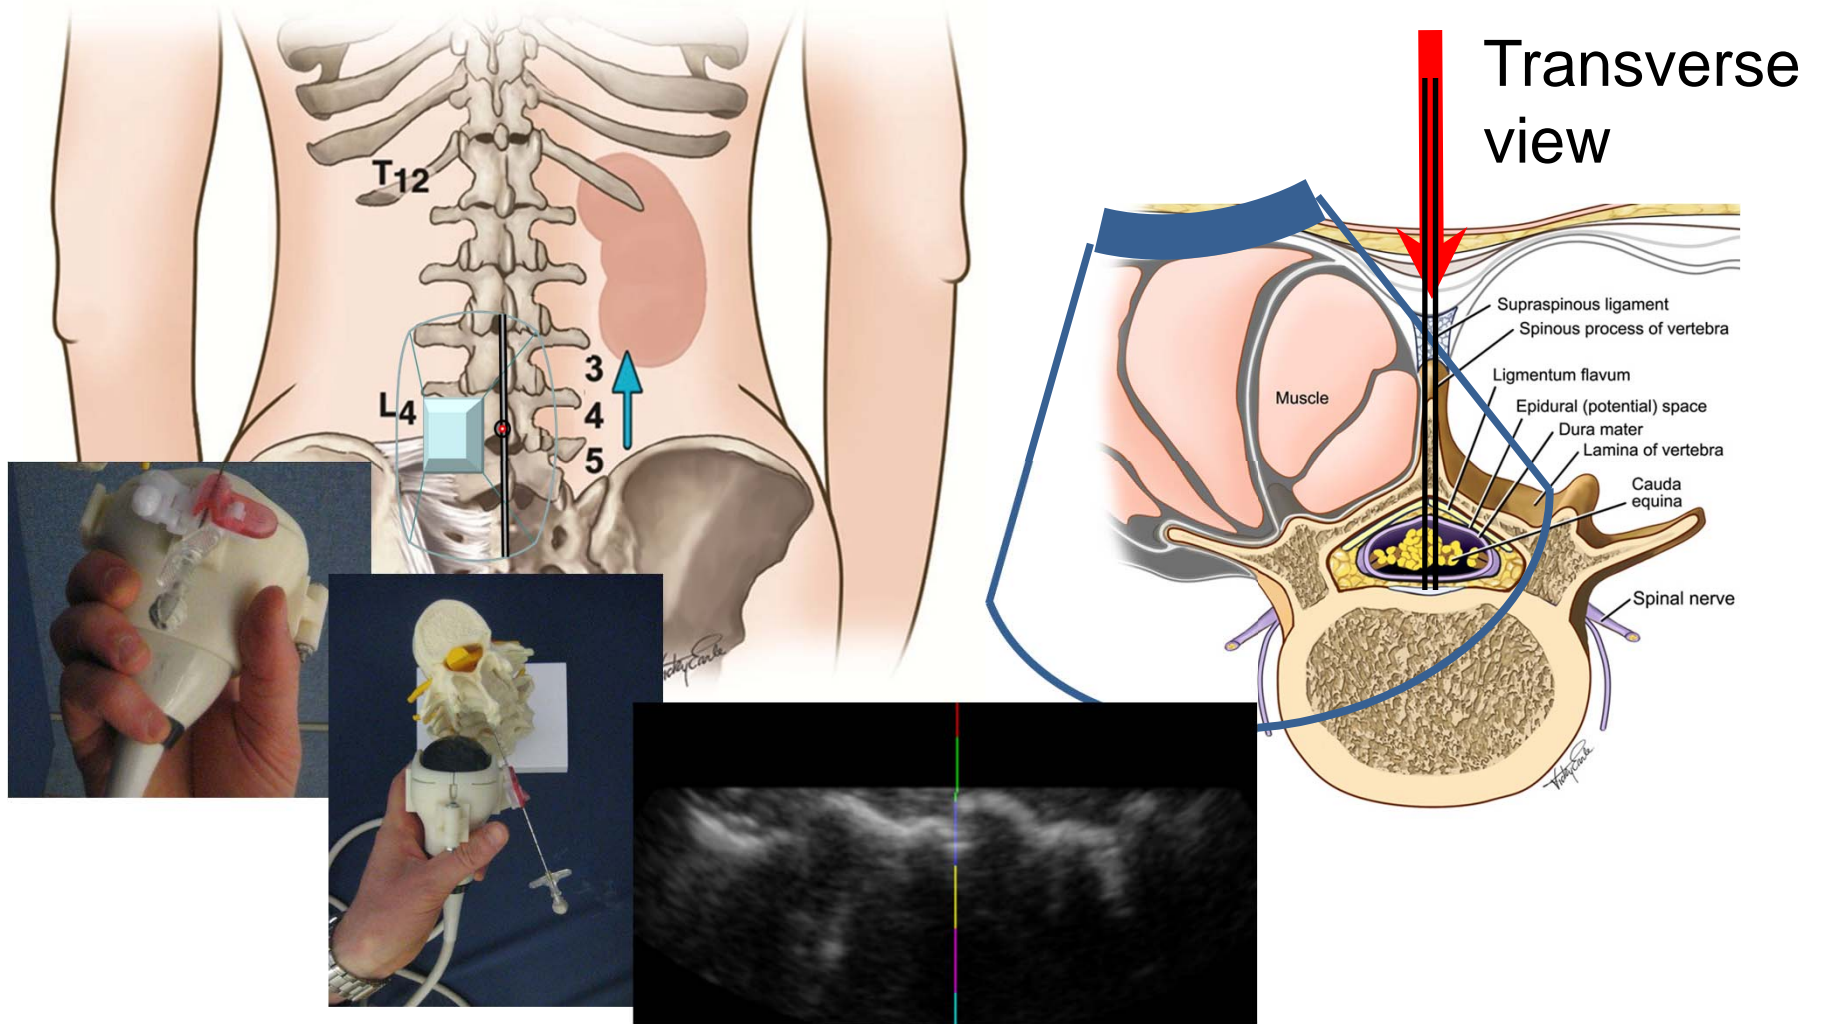 Transverse
view
T12
L4
3
4
5
Supraspinous ligament
Spinous process of vertebra
Ligmentum flavum
Epidural (potential) space
Dura mater
Lamina of vertebra
Cauda
equina
Muscle
Spinal nerve